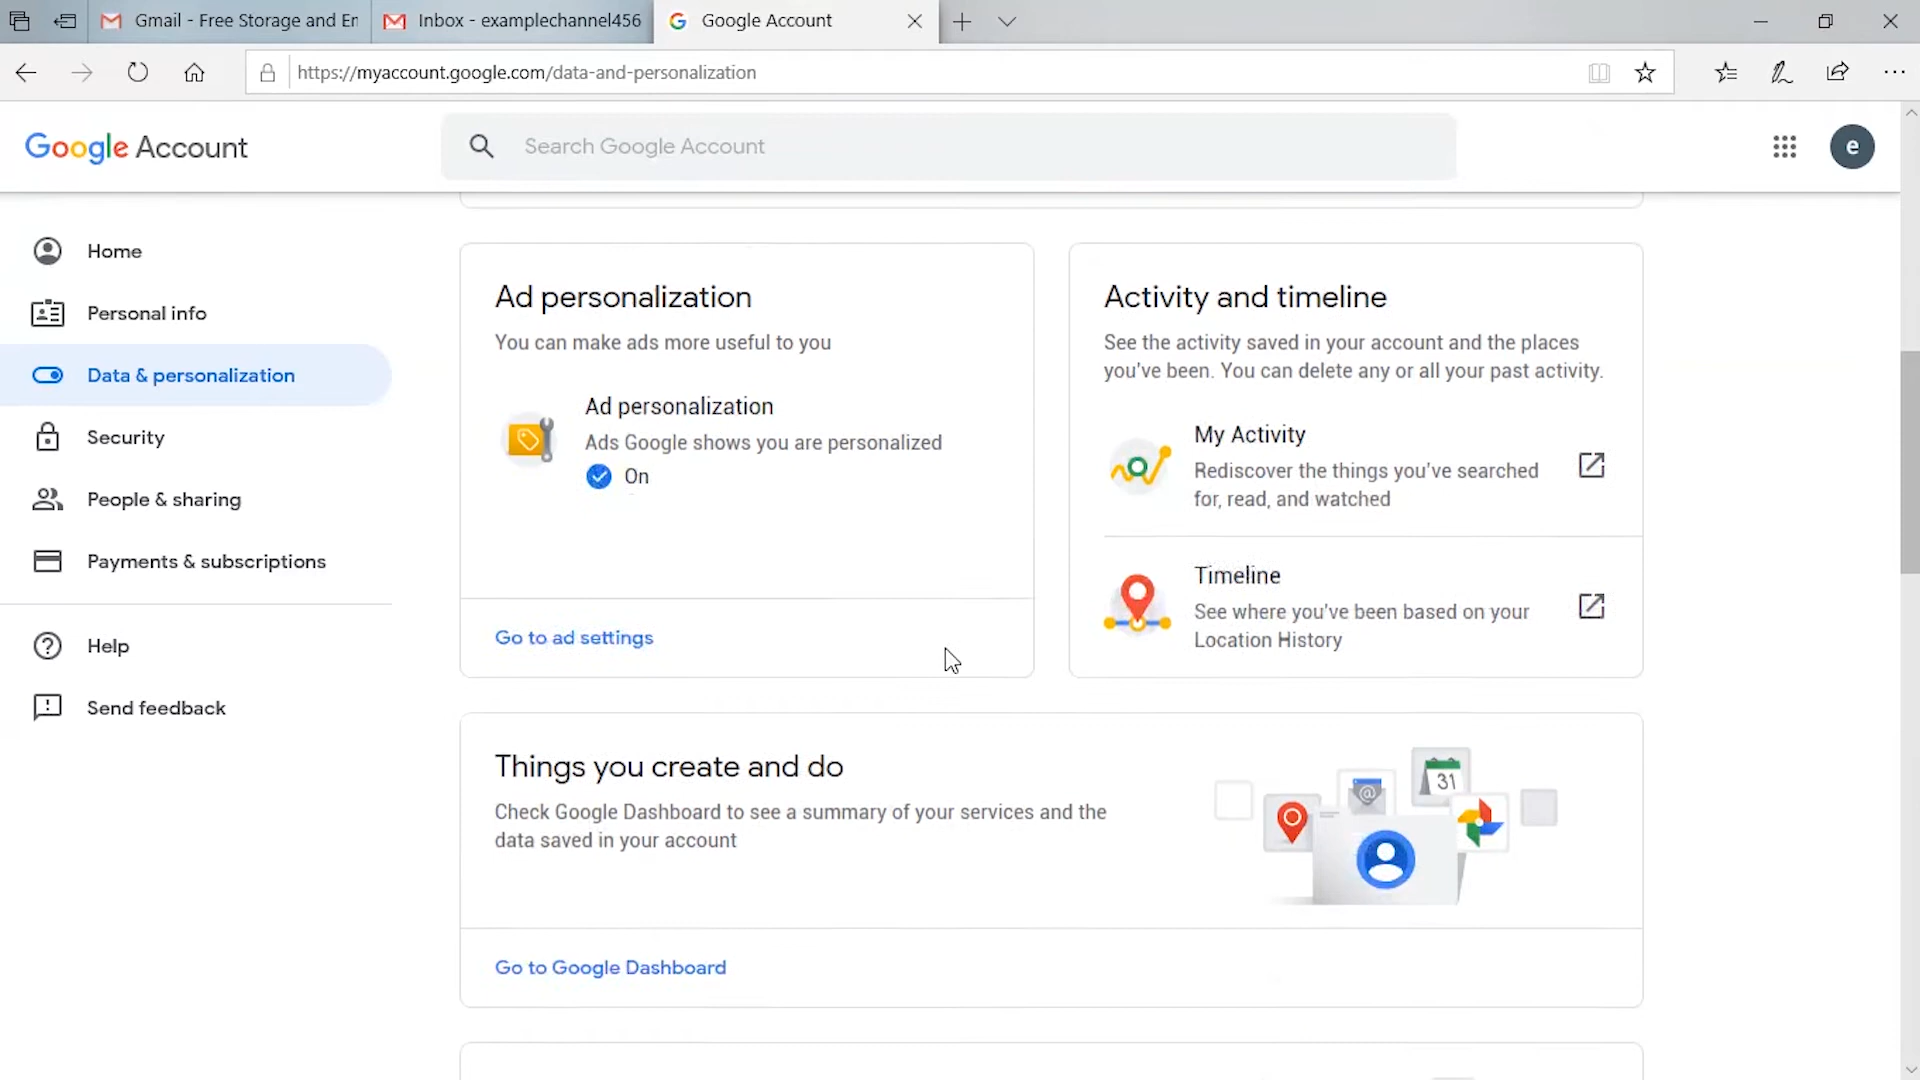 Gmail - Free Storage and Er
Inbox - examplechannel456
Google Account
https://myaccount.google.com/data-and-personalization
Google Account
Search Google Account
e
Home
Personal info
Data & personalization
Security
People & sharing
Payments & subscriptions
Help
Send feedback
Ad personalization
You can make ads more useful to you
Ad personalization
Ads Google shows you are personalized
On
Go to ad settings
Activity and timeline
See the activity saved in your account and the places
you've been. You can delete any or all your past activity.
My Activity
Rediscover the things you've searched
for, read, and watched
Timeline
See where you've been based on your
Location History
Things you create and do
Check Google Dashboard to see a summary of your services and the
data saved in your account
31
@
Go to Google Dashboard